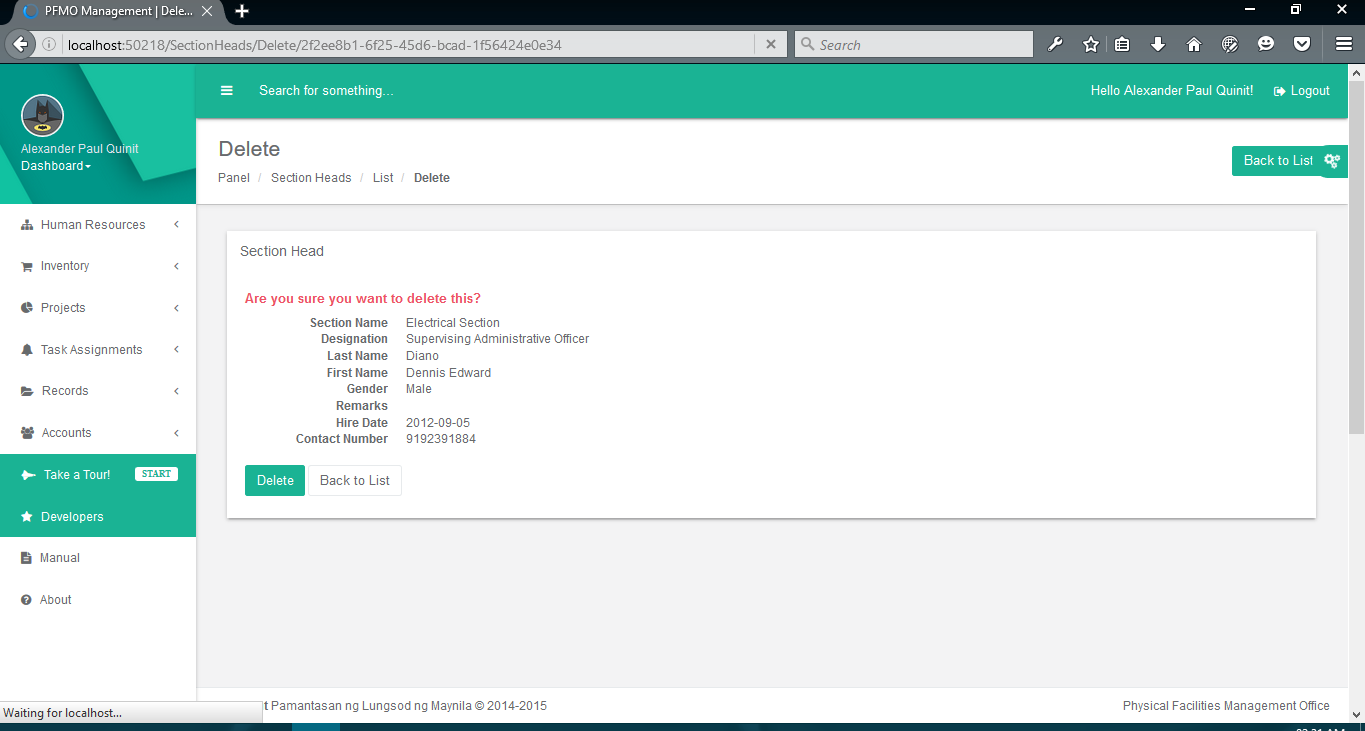 PFMO Management | Dele...
localhost:50218/SectionHeads/Delete/2f2ee8b1-6f25-45d6-bcad-1f56424e0e34
Search
Alexander Paul Quinit
Dashboard
Search for something...
Hello Alexander Paul Quinit!
Logout
Delete
Panel / Section Heads / List / Delete
Back to List
Human Resources
Inventory
Projects
Task Assignments
Records
Accounts
Take a Tour! START
Developers
Manual
About
Section Head
Are you sure you want to delete this?
Section Name Electrical Section
Designation Supervising Administrative Officer
Last Name Diano
First Name Dennis Edward
Gender Male
Remarks
Hire Date 2012-09-05
Contact Number 9192391884
Delete Back to List
t Pamantasan ng Lungsod ng Maynila © 2014-2015
Physical Facilities Management Office
Waiting for localhost...